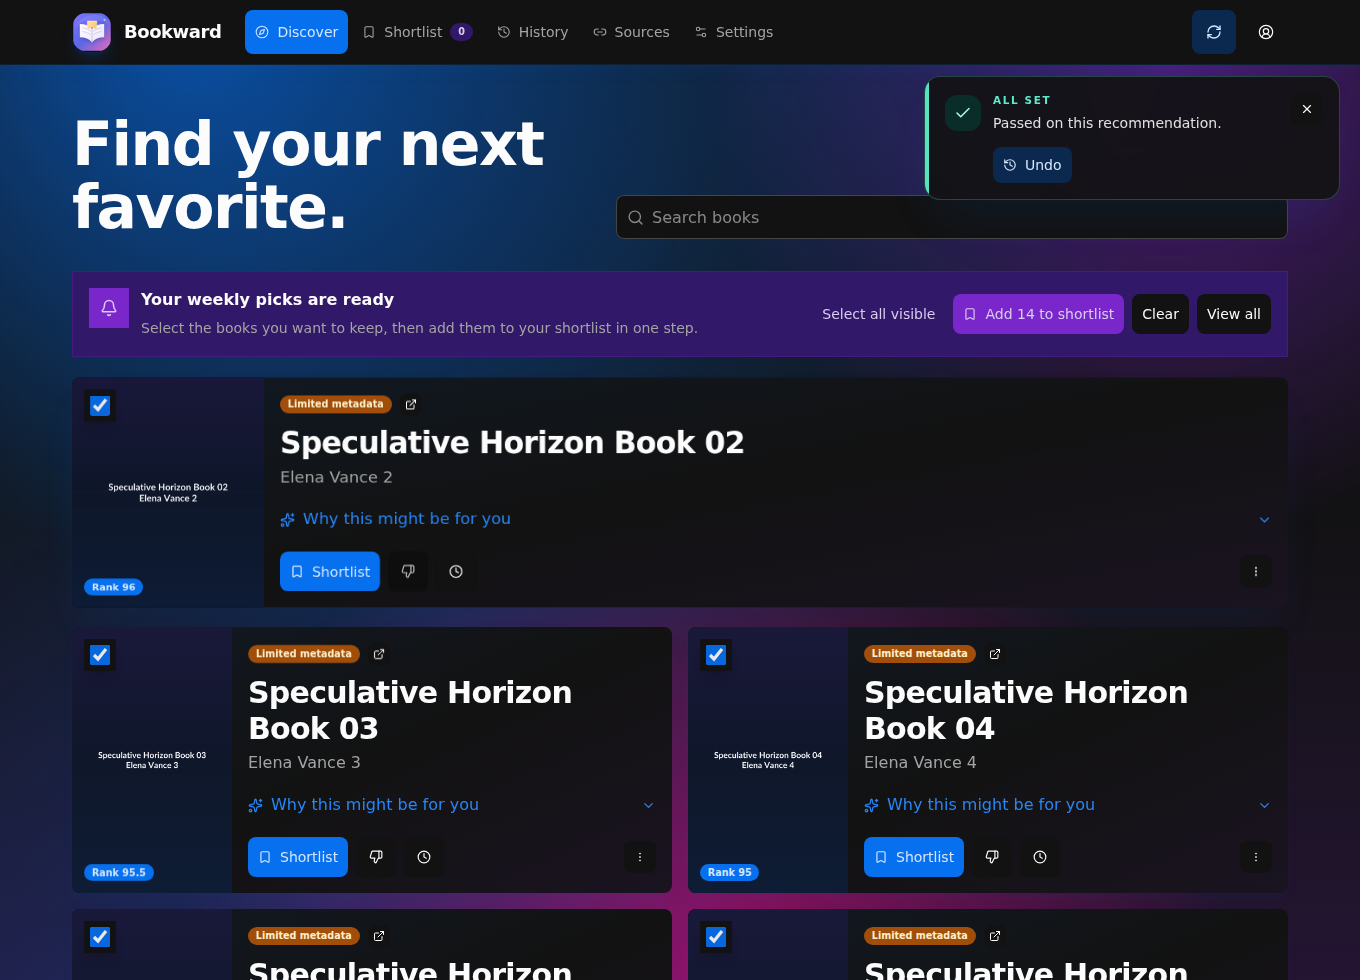 Bookward
Discover
Shortlist 0
History
Sources
Settings
ALL SET
Passed on this recommendation.
Undo
Find your next
favorite.
Search books
Your weekly picks are ready
Select the books you want to keep, then add them to your shortlist in one step.
Select all visible
Add 14 to shortlist
Clear
View all
Speculative Horizon Book 02
Elena Vance 2
Rank 96
Limited metadata
Speculative Horizon Book 02
Elena Vance 2
Why this might be for you
Shortlist
Speculative Horizon Book 03
Elena Vance 3
Rank 95.5
Limited metadata
Speculative Horizon
Book 03
Elena Vance 3
Why this might be for you
Shortlist
Speculative Horizon Book 04
Elena Vance 4
Rank 95
Limited metadata
Speculative Horizon
Book 04
Elena Vance 4
Why this might be for you
Shortlist
Limited metadata
Speculative Horizon
Limited metadata
Speculative Horizon